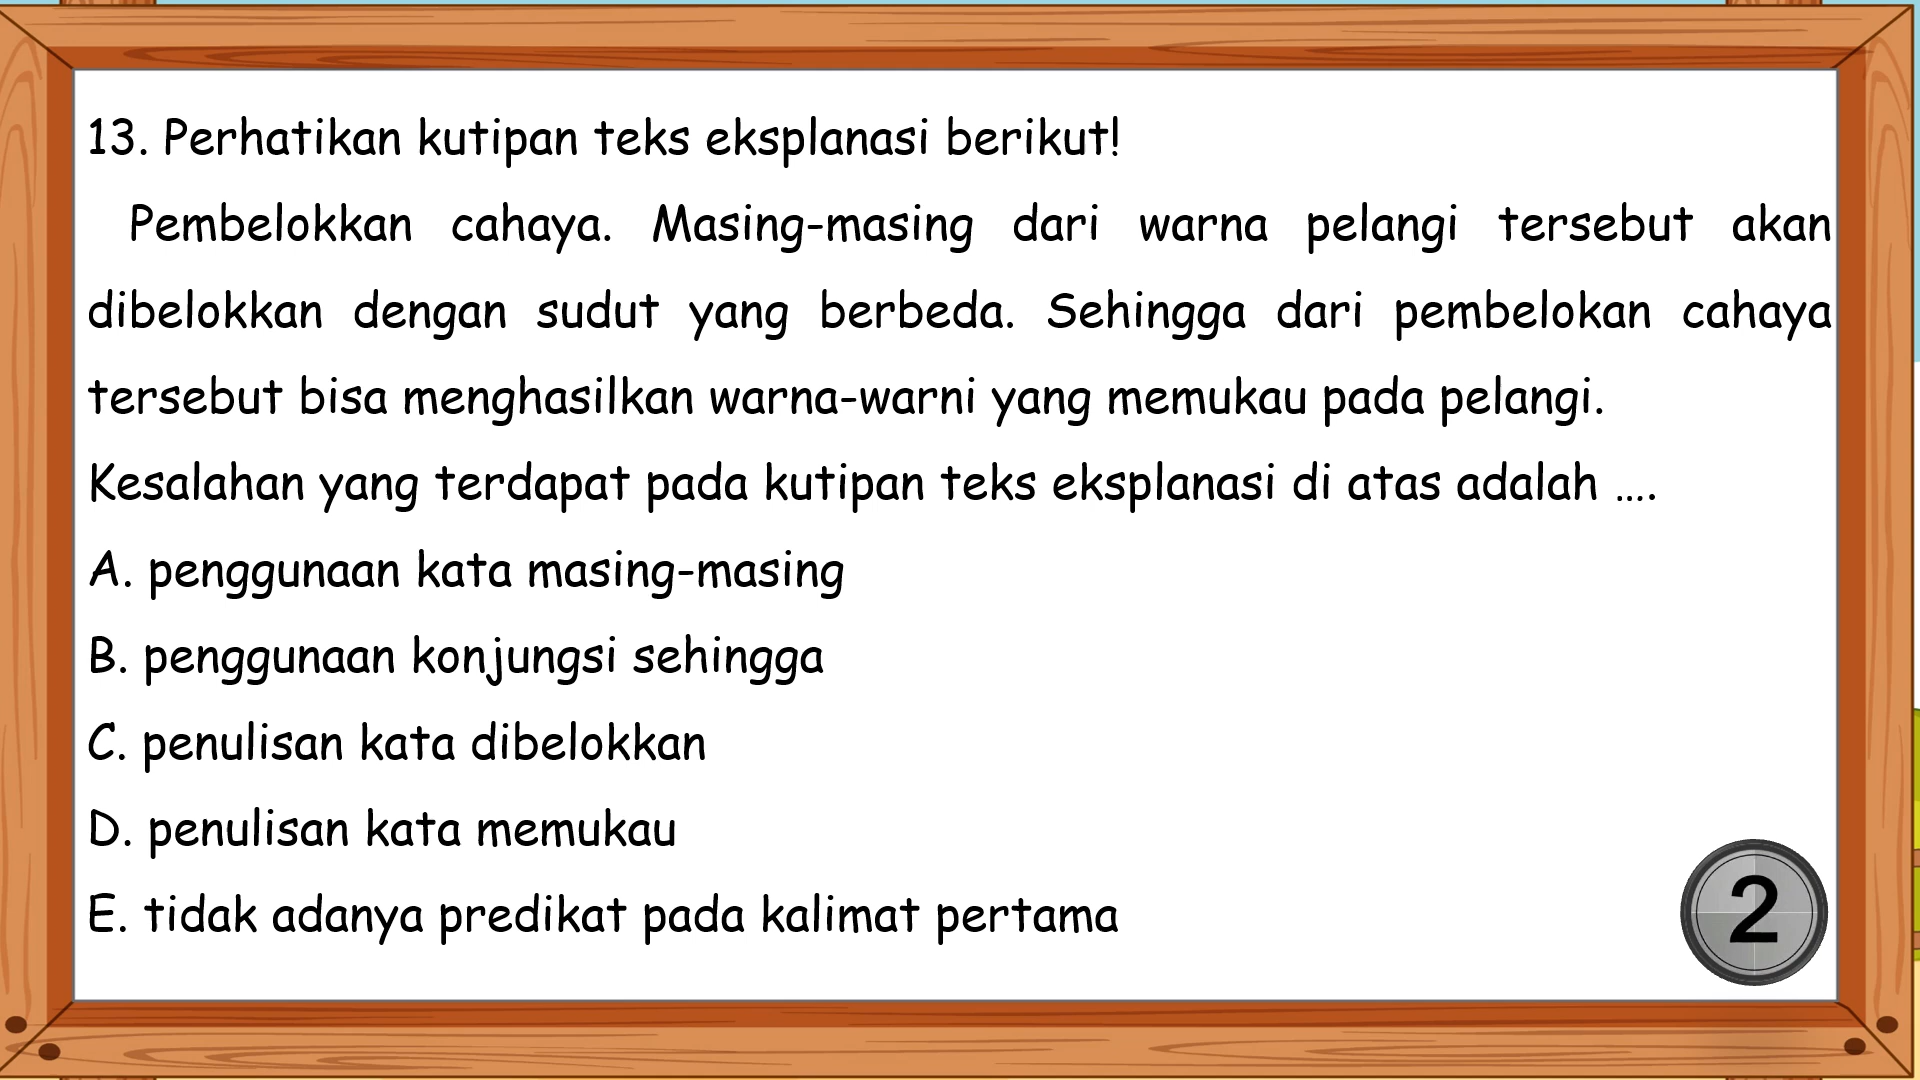 13. Perhatikan kutipan teks eksplanasi berikut!
Pembelokkan cahaya. Masing-masing dari warna pelangi tersebut akan
dibelokkan dengan sudut yang berbeda. Sehingga dari pembelokan cahaya
tersebut bisa menghasilkan warna-warni yang memukau pada pelangi.
Kesalahan yang terdapat pada kutipan teks eksplanasi di atas adalah ....
A. penggunaan kata masing-masing
B. penggunaan konjungsi sehingga
C. penulisan kata dibelokkan
D. penulisan kata memukau
E. tidak adanya predikat pada kalimat pertama
2